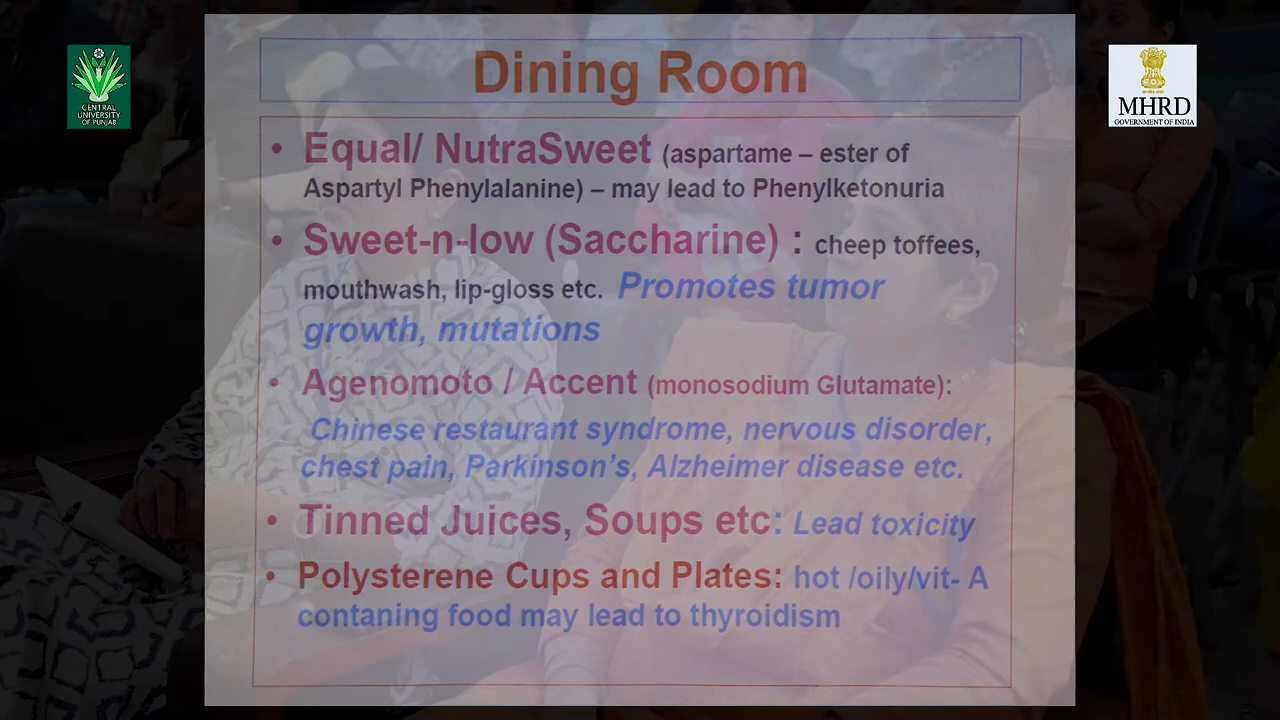 Dining Room
CENTRAL
UNIVERSITY
OF PUNJAB
MHRD
GOVERNMENT OF INDIA
• Equal/ NutraSweet (aspartame – ester of
Aspartyl Phenylalanine) – may lead to Phenylketonuria
• Sweet-n-low (Saccharine) : cheep toffees,
mouthwash, lip-gloss etc. Promotes tumor
growth, mutations
• Agenomoto / Accent (monosodium Glutamate):
Chinese restaurant syndrome, nervous disorder,
chest pain, Parkinson's, Alzheimer disease etc.
• Tinned Juices, Soups etc: Lead toxicity
• Polysterene Cups and Plates: hot /oily/vit- A
contaning food may lead to thyroidism